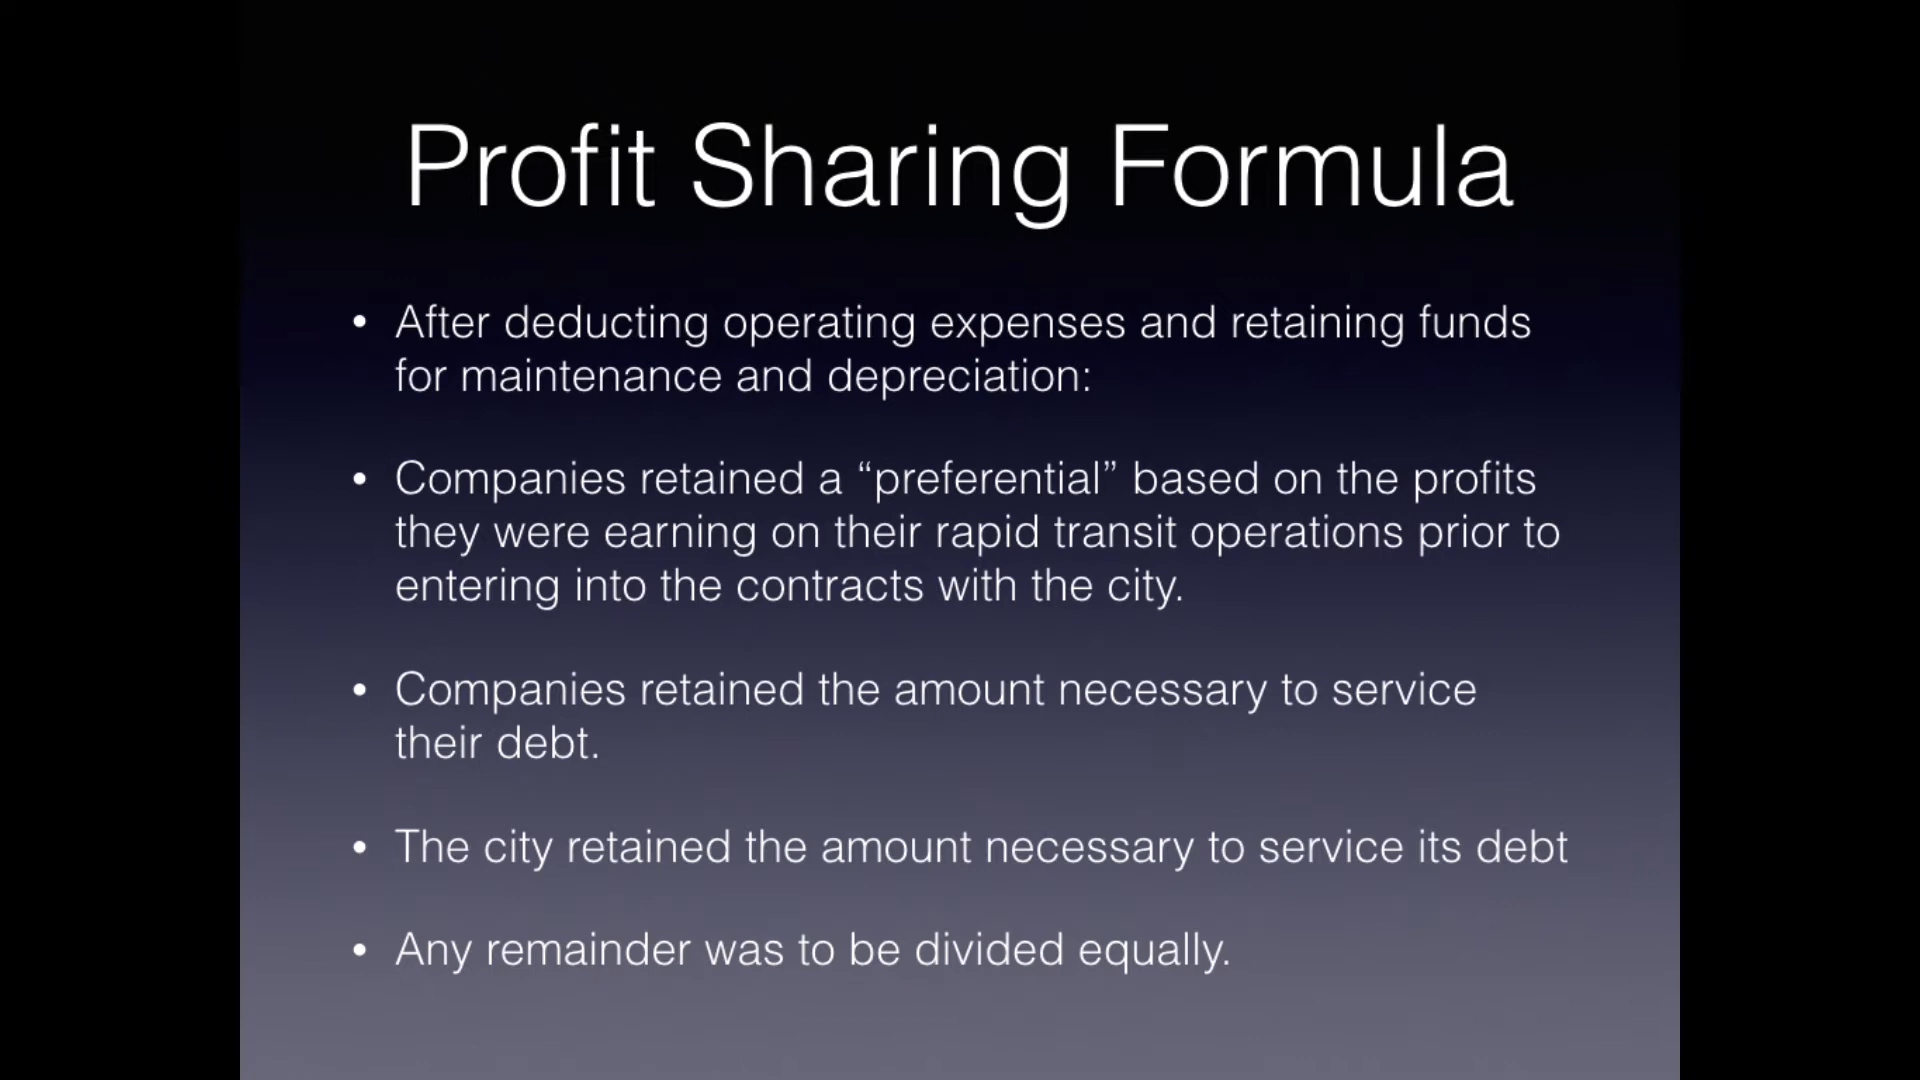 Profit Sharing Formula
• After deducting operating expenses and retaining funds
for maintenance and depreciation:
• Companies retained a “preferential” based on the profits
they were earning on their rapid transit operations prior to
entering into the contracts with the city.
• Companies retained the amount necessary to service
their debt.
• The city retained the amount necessary to service its debt
• Any remainder was to be divided equally.